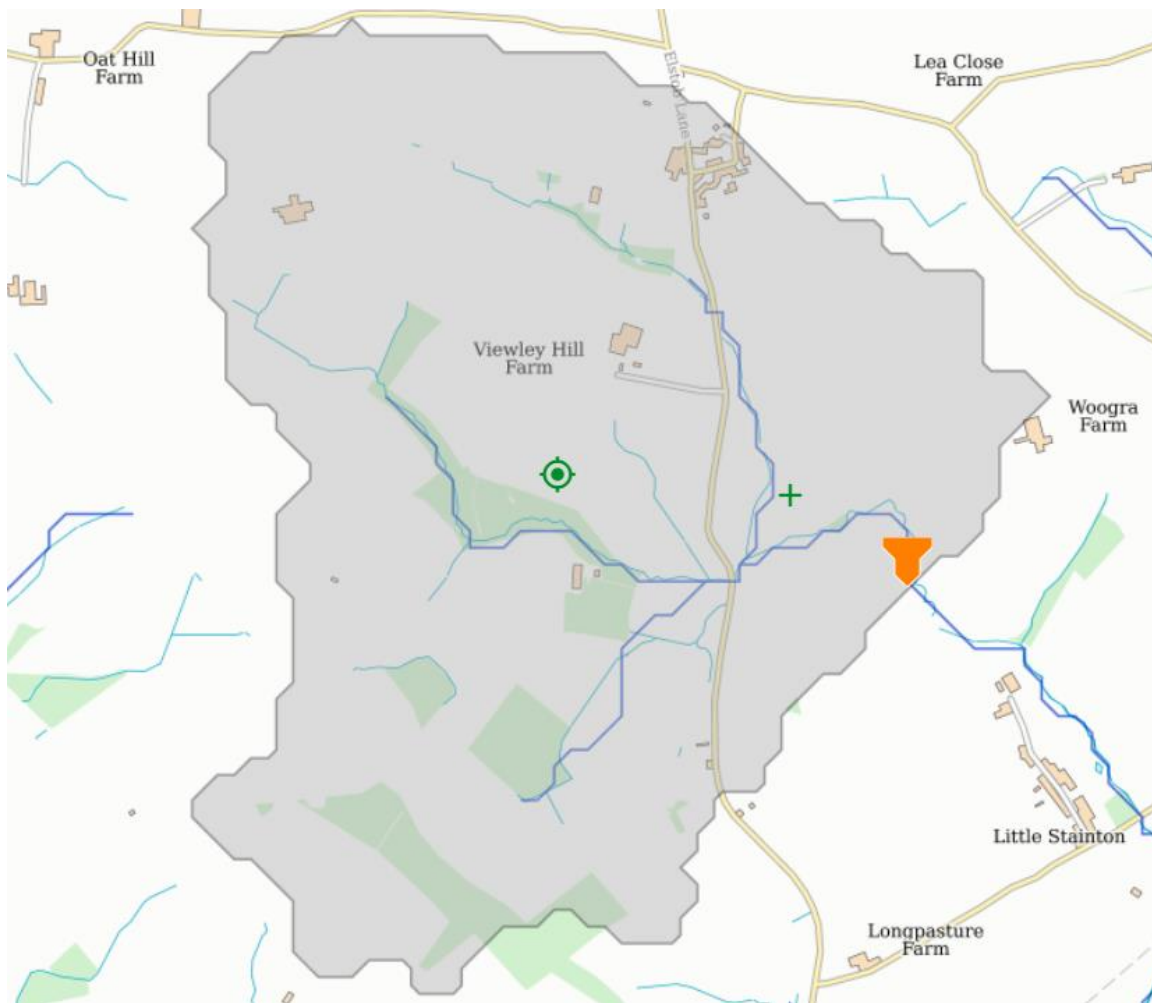 Oat Hill
Farm
Elstob Lane
Lea Close
Farm
Viewley Hill
Farm
Woogra
Farm
Little Stainton
Longpasture
Farm